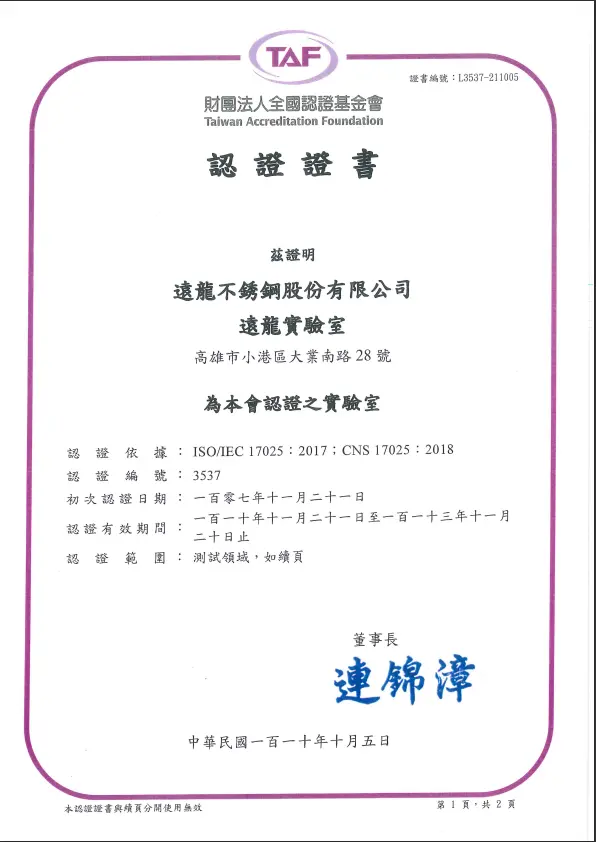 TAF
證書編號：L3537-211005
財團法人全國認證基金會
Taiwan Accreditation Foundation
認證證書
茲證明
遠龍不銹鋼股份有限公司
遠龍實驗室
高雄市小港區大業南路28號
為本會認證之實驗室
認證依據：ISO/IEC 17025：2017；CNS 17025：2018
認證編號：3537
初次認證日期：一百零七年十一月二十一日
認證有效期間：一百一十年十一月二十一日至一百一十三年十一月
二十日止
認證範圍：測試領域，如續頁
董事長
連錦漳
中華民國一百一十年十月五日
本認證證書與續頁分開使用無效
第1頁，共2頁